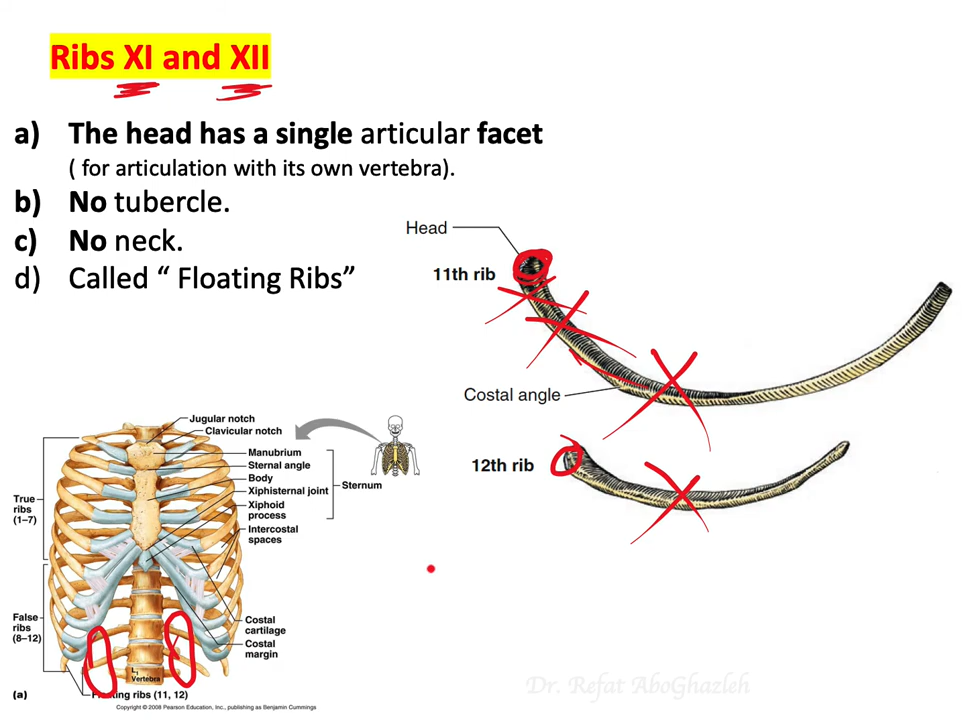 Ribs XI and XII
a) The head has a single articular facet
( for articulation with its own vertebra).
b) No tubercle.
c) No neck.
d) Called “ Floating Ribs”
Head
11th rib
Costal angle
12th rib
Jugular notch
Clavicular notch
Manubrium
Sternal angle
Body
Xiphisternal joint
Sternum
Xiphoid
process
Intercostal
spaces
True
ribs
(1–7)
False
ribs
(8–12)
Costal
cartilage
Costal
margin
L1
Vertebra
Floating ribs (11, 12)
(a)
Copyright © 2008 Pearson Education, Inc., publishing as Benjamin Cummings
Dr. Refat AboGhazleh